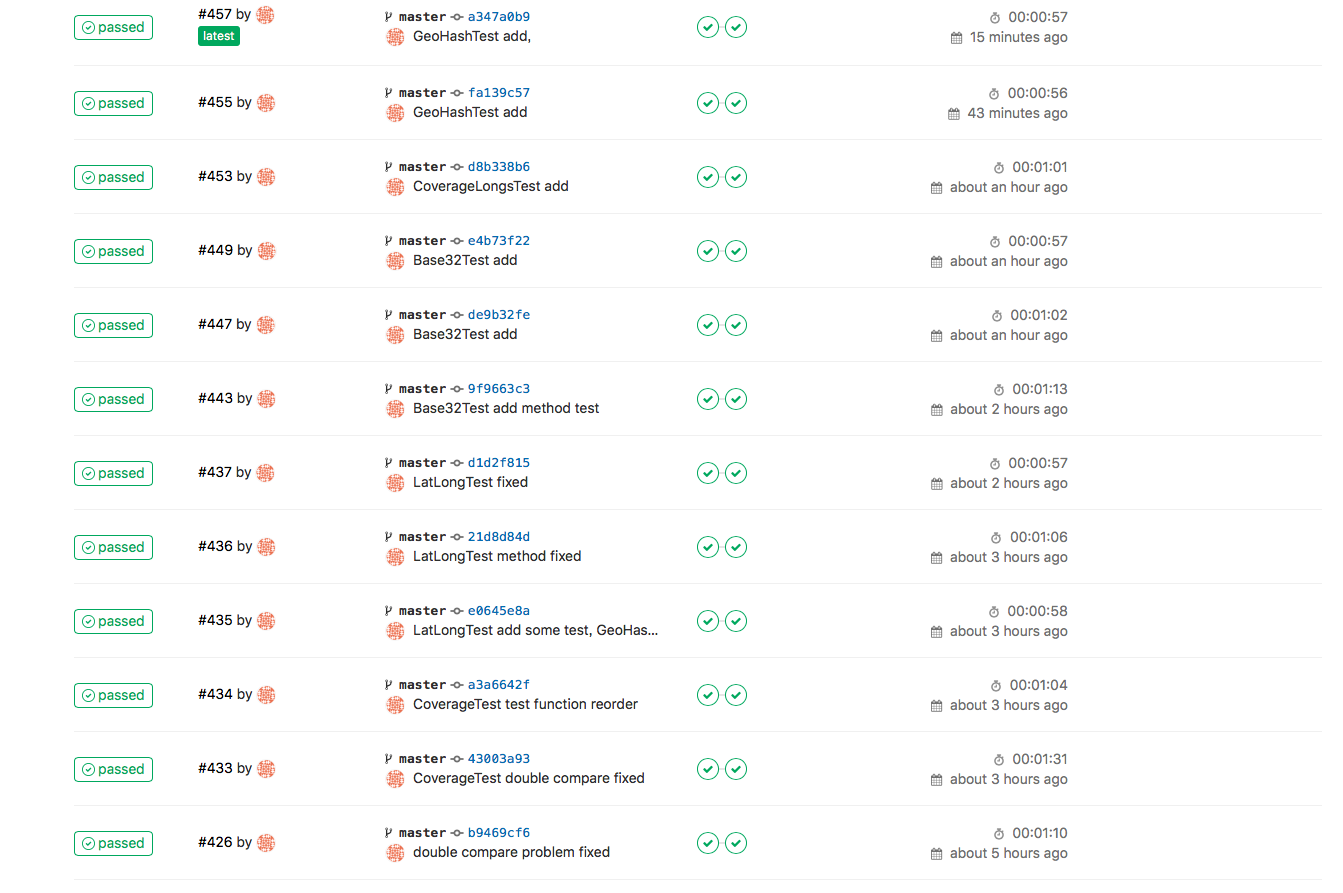 passed #457 by master a347a0b9 00:00:57
latest GeoHashTest add, 15 minutes ago
passed #455 by master fa139c57 00:00:56
GeoHashTest add 43 minutes ago
passed #453 by master d8b338b6 00:01:01
CoverageLongsTest add about an hour ago
passed #449 by master e4b73f22 00:00:57
Base32Test add about an hour ago
passed #447 by master de9b32fe 00:01:02
Base32Test add about an hour ago
passed #443 by master 9f9663c3 00:01:13
Base32Test add method test about 2 hours ago
passed #437 by master d1d2f815 00:00:57
LatLongTest fixed about 2 hours ago
passed #436 by master 21d8d84d 00:01:06
LatLongTest method fixed about 3 hours ago
passed #435 by master e0645e8a 00:00:58
LatLongTest add some test, GeoHas... about 3 hours ago
passed #434 by master a3a6642f 00:01:04
CoverageTest test function reorder about 3 hours ago
passed #433 by master 43003a93 00:01:31
CoverageTest double compare fixed about 3 hours ago
passed #426 by master b9469cf6 00:01:10
double compare problem fixed about 5 hours ago